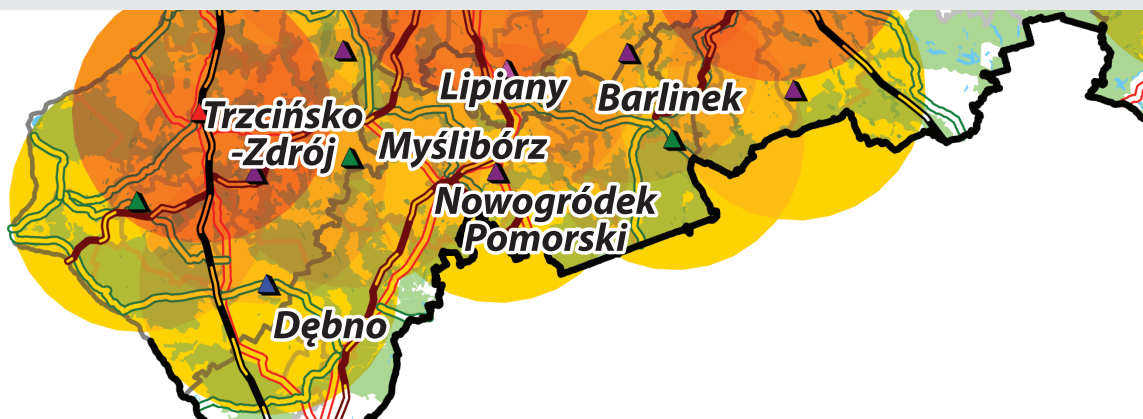 Lipiany
Barlinek
Trzcińsko
-Zdrój
Myślibórz
Nowogródek
Pomorski
Dębno